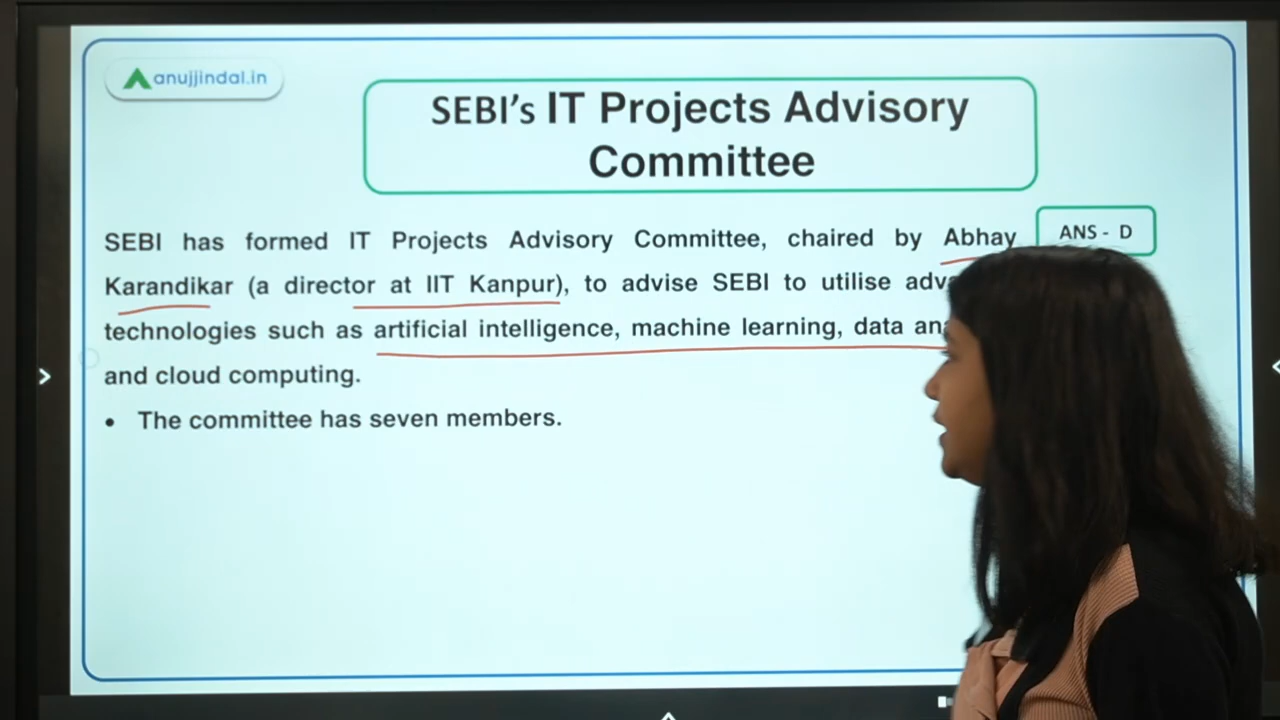 anujjindal.in
SEBI's IT Projects Advisory
Committee
SEBI has formed IT Projects Advisory Committee, chaired by Abhay
ANS - D
Karandikar (a director at IIT Kanpur), to advise SEBI to utilise
technologies such as artificial intelligence, machine learning, data
and cloud computing.
• The committee has seven members.